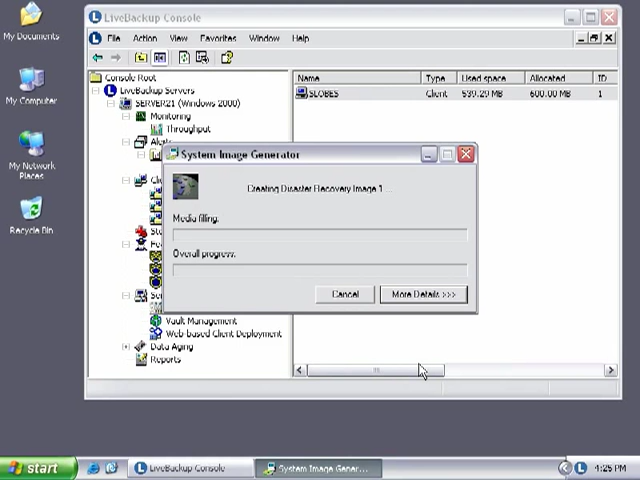 My Documents
My Computer
My Network
Places
Recycle Bin
LiveBackup Console
File Action View Favorites Window Help
Console Root
LiveBackup Servers
SERVER21 (Windows 2000)
Monitoring
Throughput
Name Type Used space Allocated ID
SLOBES Client 539.29 MB 600.00 MB 1
System Image Generator
Creating Disaster Recovery Image 1 ...
Media filling:
Overall progress:
Cancel More Details >>>
Vault Management
Web-based Client Deployment
Data Aging
Reports
start LiveBackup Console System Image Gener... 4:25 PM